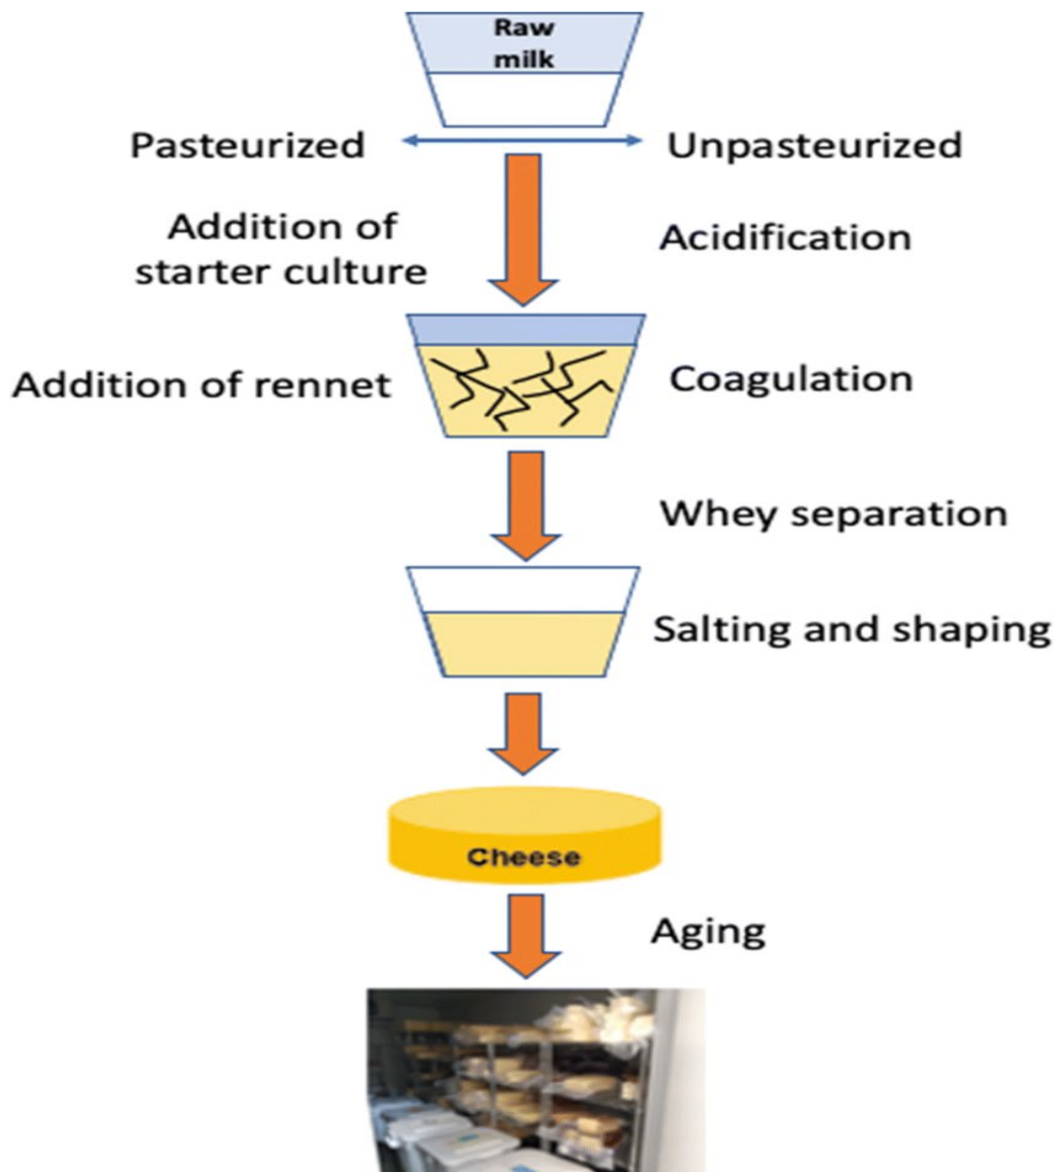 Raw
milk
Pasteurized
Unpasteurized
Addition of
starter culture
Acidification
Addition of rennet
Coagulation
Whey separation
Salting and shaping
Cheese
Aging